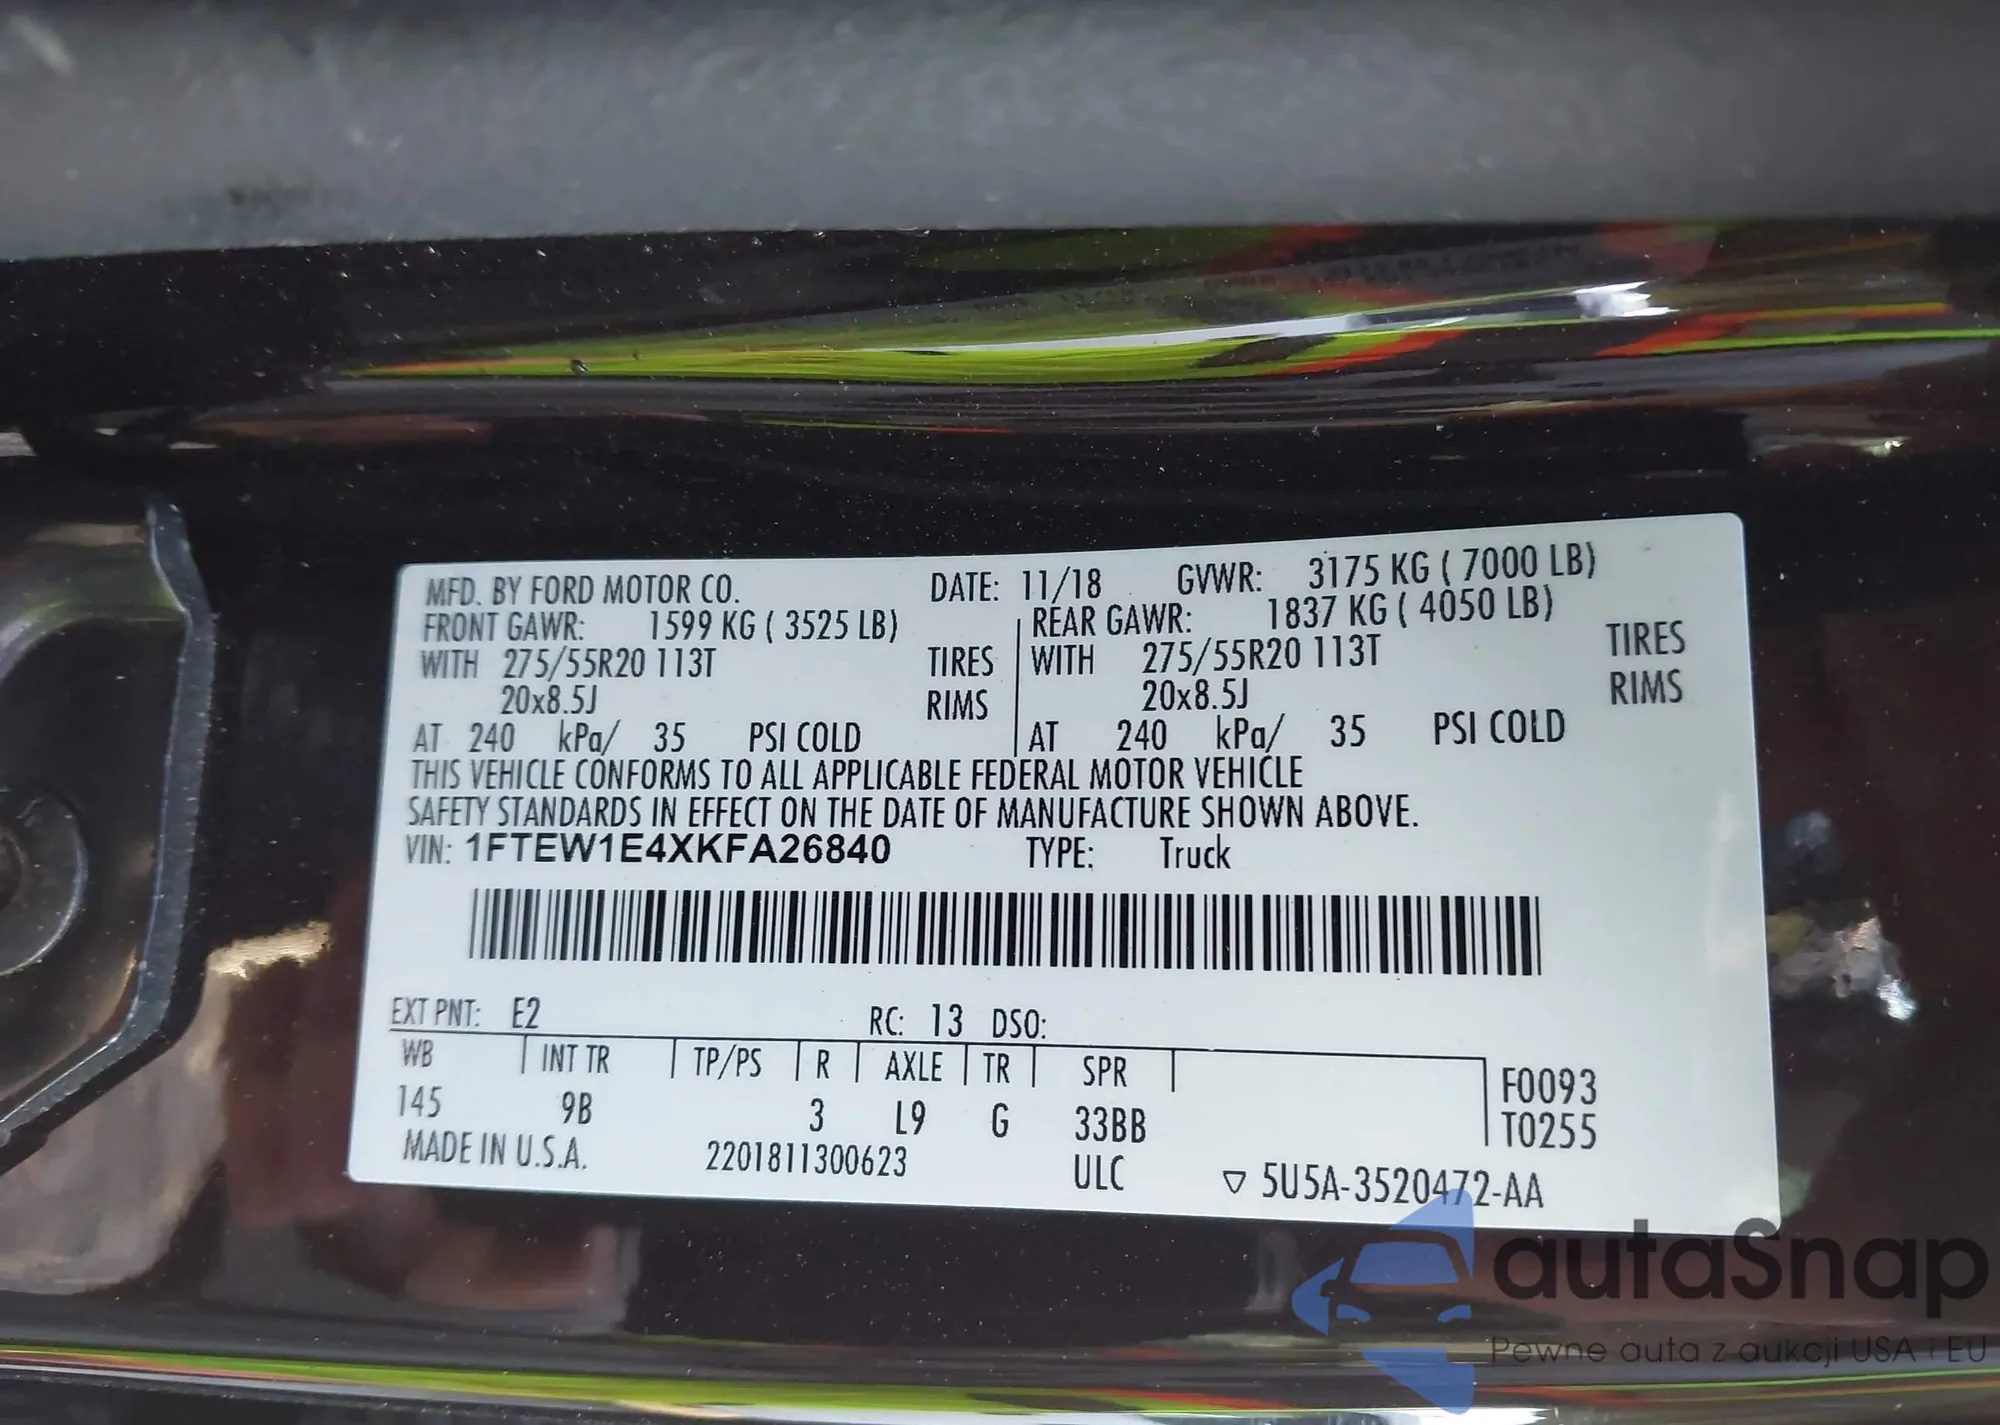 MFD. BY FORD MOTOR CO. DATE: 11/18 GVWR: 3175 KG ( 7000 LB)
FRONT GAWR: 1599 KG ( 3525 LB) REAR GAWR: 1837 KG ( 4050 LB)
WITH 275/55R20 113T TIRES WITH 275/55R20 113T TIRES
20x8.5J RIMS 20x8.5J RIMS
AT 240 kPa/ 35 PSI COLD AT 240 kPa/ 35 PSI COLD
THIS VEHICLE CONFORMS TO ALL APPLICABLE FEDERAL MOTOR VEHICLE
SAFETY STANDARDS IN EFFECT ON THE DATE OF MANUFACTURE SHOWN ABOVE.
VIN: 1FTEW1E4XKFA26840 TYPE: Truck
EXT PNT: E2 RC: 13 DSO:
WB INT TR TP/PS R AXLE TR SPR F0093
145 9B 3 L9 G 33BB T0255
MADE IN U.S.A. 2201811300623 ULC ▽ 5U5A-3520472-AA
autaSnap
Pewne auta z aukcji USA i EU